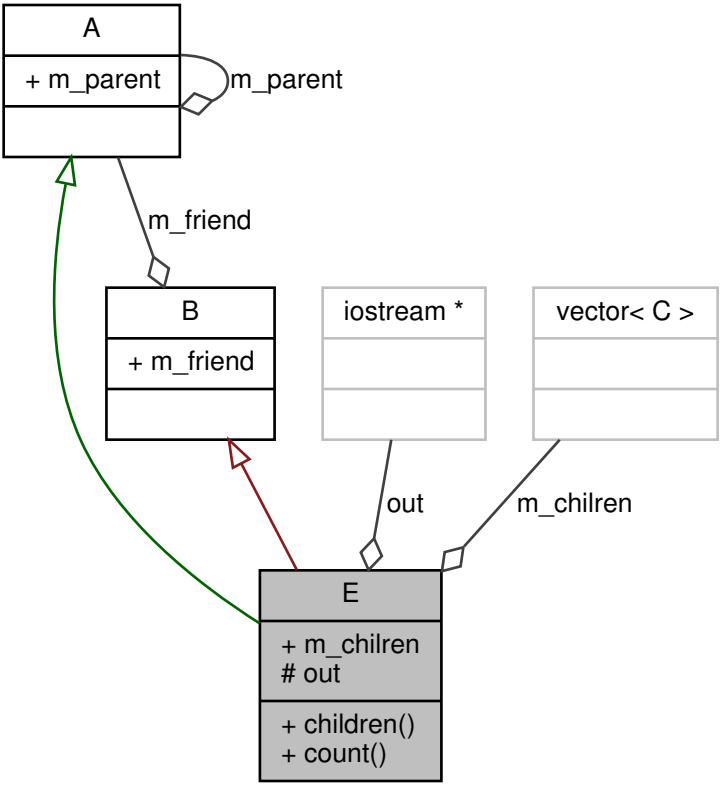 A
+ m_parent
m_parent
m_friend
B
+ m_friend
iostream *
vector< C >
out
m_chilren
E
+ m_chilren
# out
+ children()
+ count()